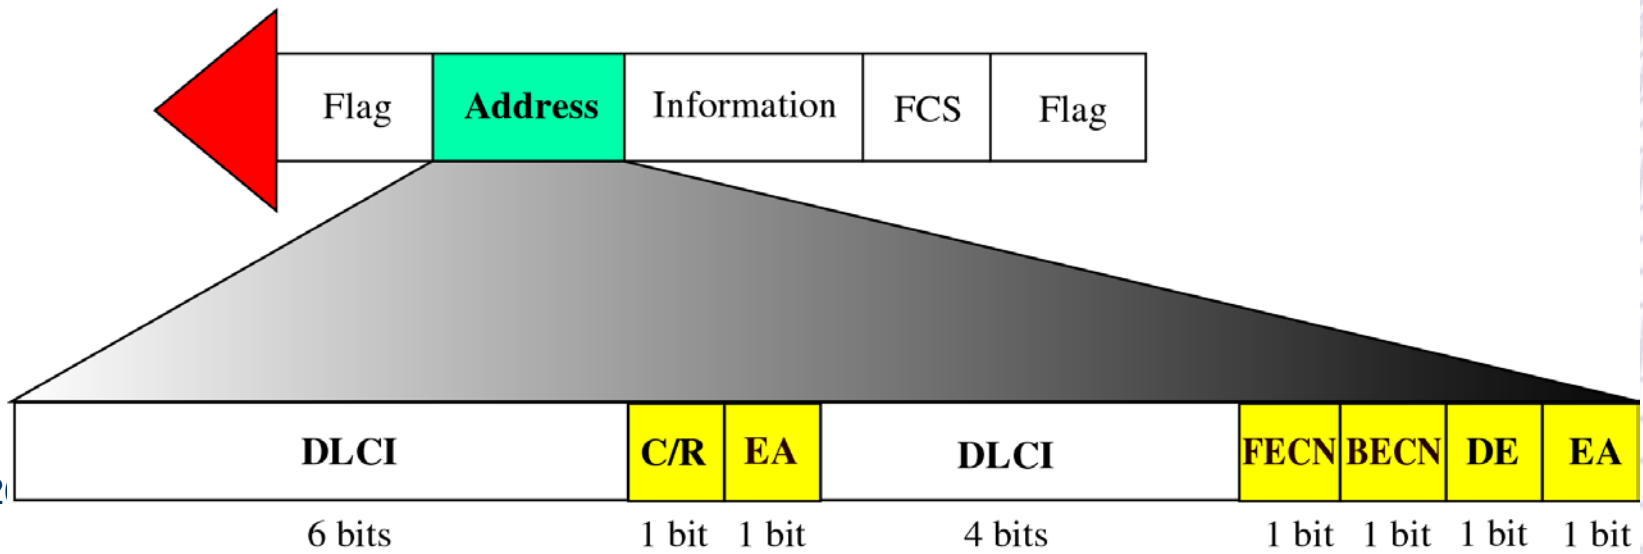 Flag Address Information FCS Flag
DLCI C/R EA DLCI FECN BECN DE EA
6 bits 1 bit 1 bit 4 bits 1 bit 1 bit 1 bit 1 bit